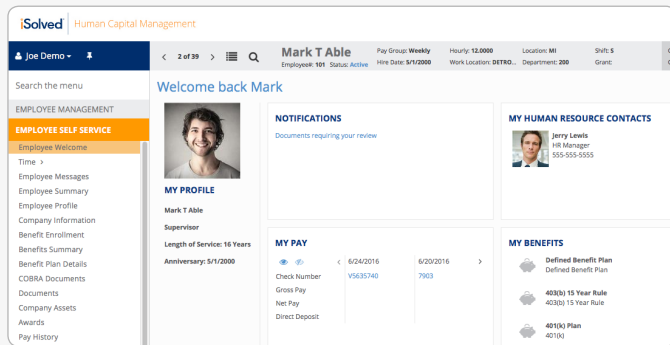 iSolved Human Capital Management
Joe Demo
2 of 39
Mark T Able
Employee#: 101 Status: Active
Pay Group: Weekly
Hire Date: 5/1/2000
Hourly: 12.0000
Work Location: DETRO...
Location: MI
Department: 200
Shift: 5
Grant:
Search the menu
EMPLOYEE MANAGEMENT
EMPLOYEE SELF SERVICE
Employee Welcome
Time
Employee Messages
Employee Summary
Employee Profile
Company Information
Benefit Enrollment
Benefits Summary
Benefit Plan Details
COBRA Documents
Documents
Company Assets
Awards
Pay History
Welcome back Mark
MY PROFILE
Mark T Able
Supervisor
Length of Service: 16 Years
Anniversary: 5/1/2000
NOTIFICATIONS
Documents requiring your review
MY HUMAN RESOURCE CONTACTS
Jerry Lewis
HR Manager
555-555-5555
MY PAY
6/24/2016 6/20/2016
Check Number V5635740 7903
Gross Pay
Net Pay
Direct Deposit
MY BENEFITS
Defined Benefit Plan
Defined Benefit Plan
403(b) 15 Year Rule
403(b) 15 Year Rule
401(k) Plan
401(k)